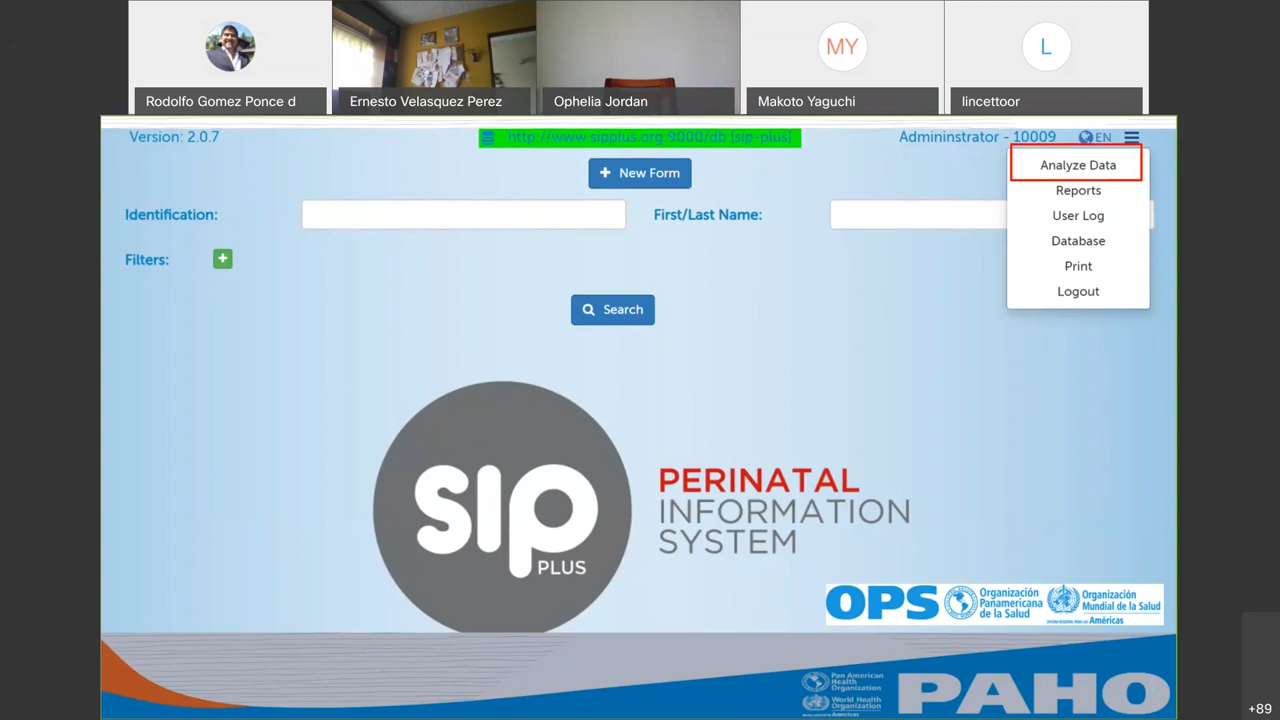 Rodolfo Gomez Ponce d
Ernesto Velasquez Perez
Ophelia Jordan
MY
Makoto Yaguchi
L
lincettoor
Version: 2.0.7
http://www.sipplus.org:9000/db [sip-plus]
Admininstrator - 10009
EN
+ New Form
Analyze Data
Reports
User Log
Database
Print
Logout
Identification:
First/Last Name:
Filters:
+
Search
sip
PLUS
PERINATAL
INFORMATION
SYSTEM
OPS
Organización
Panamericana
de la Salud
Organización
Mundial de la Salud
Américas
Pan American
Health
Organization
World Health
Organization
Americas
PAHO
+89